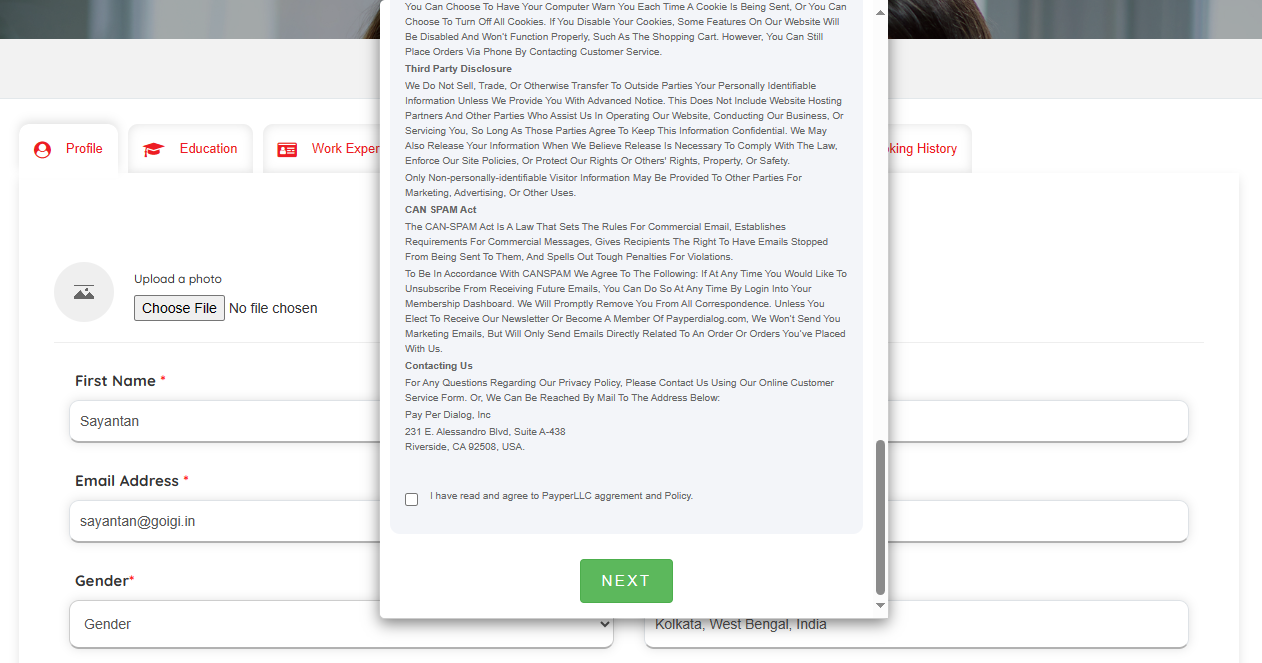 You Can Choose To Have Your Computer Warn You Each Time A Cookie Is Being Sent, Or You Can
Choose To Turn Off All Cookies. If You Disable Your Cookies, Some Features On Our Website Will
Be Disabled And Won't Function Properly, Such As The Shopping Cart. However, You Can Still
Place Orders Via Phone By Contacting Customer Service.
Third Party Disclosure
We Do Not Sell, Trade, Or Otherwise Transfer To Outside Parties Your Personally Identifiable
Information Unless We Provide You With Advanced Notice. This Does Not Include Website Hosting
Partners And Other Parties Who Assist Us In Operating Our Website, Conducting Our Business, Or
Servicing You, So Long As Those Parties Agree To Keep This Information Confidential. We May
Also Release Your Information When We Believe Release Is Necessary To Comply With The Law,
Enforce Our Site Policies, Or Protect Our Rights Or Others' Rights, Property, Or Safety.
Only Non-personally-identifiable Visitor Information May Be Provided To Other Parties For
Marketing, Advertising, Or Other Uses.
CAN SPAM Act
The CAN-SPAM Act Is A Law That Sets The Rules For Commercial Email, Establishes
Requirements For Commercial Messages, Gives Recipients The Right To Have Emails Stopped
From Being Sent To Them, And Spells Out Tough Penalties For Violations.
To Be In Accordance With CANSPAM We Agree To The Following: If At Any Time You Would Like To
Unsubscribe From Receiving Future Emails, You Can Do So At Any Time By Login Into Your
Membership Dashboard. We Will Promptly Remove You From All Correspondence. Unless You
Elect To Receive Our Newsletter Or Become A Member Of Payperdialog.com, We Won't Send You
Marketing Emails, But Will Only Send Emails Directly Related To An Order Or Orders You've Placed
With Us.
Contacting Us
For Any Questions Regarding Our Privacy Policy, Please Contact Us Using Our Online Customer
Service Form. Or, We Can Be Reached By Mail To The Address Below:
Pay Per Dialog, Inc
231 E. Alessandro Blvd, Suite A-438
Riverside, CA 92508, USA.
I have read and agree to PayperLLC aggrement and Policy.
NEXT
Profile
Education
Work Exper
king History
Upload a photo
Choose File No file chosen
First Name *
Sayantan
Email Address *
sayantan@goigi.in
Gender*
Gender
Kolkata, West Bengal, India